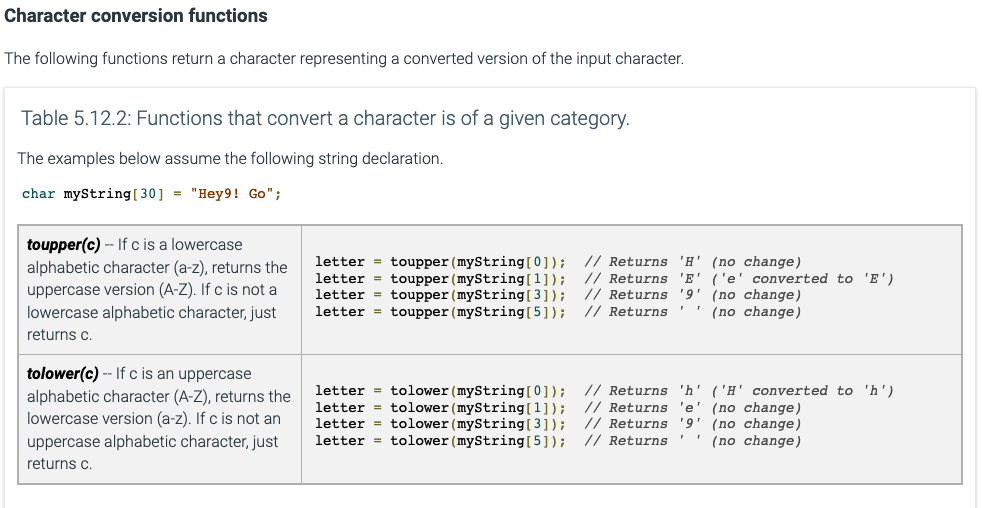 Character conversion functions
The following functions return a character representing a converted version of the input character.
Table 5.12.2: Functions that convert a character is of a given category.
The examples below assume the following string declaration.
char myString[30] = "Hey9! Go";
toupper(c) -- If c is a lowercase
alphabetic character (a-z), returns the
uppercase version (A-Z). If c is not a
lowercase alphabetic character, just
returns c.
letter = toupper(myString[0]);  // Returns 'H' (no change)
letter = toupper(myString[1]);  // Returns 'E' ('e' converted to 'E')
letter = toupper(myString[3]);  // Returns '9' (no change)
letter = toupper(myString[5]);  // Returns ' ' (no change)
tolower(c) -- If c is an uppercase
alphabetic character (A-Z), returns the
lowercase version (a-z). If c is not an
uppercase alphabetic character, just
returns c.
letter = tolower(myString[0]);  // Returns 'h' ('H' converted to 'h')
letter = tolower(myString[1]);  // Returns 'e' (no change)
letter = tolower(myString[3]);  // Returns '9' (no change)
letter = tolower(myString[5]);  // Returns ' ' (no change)